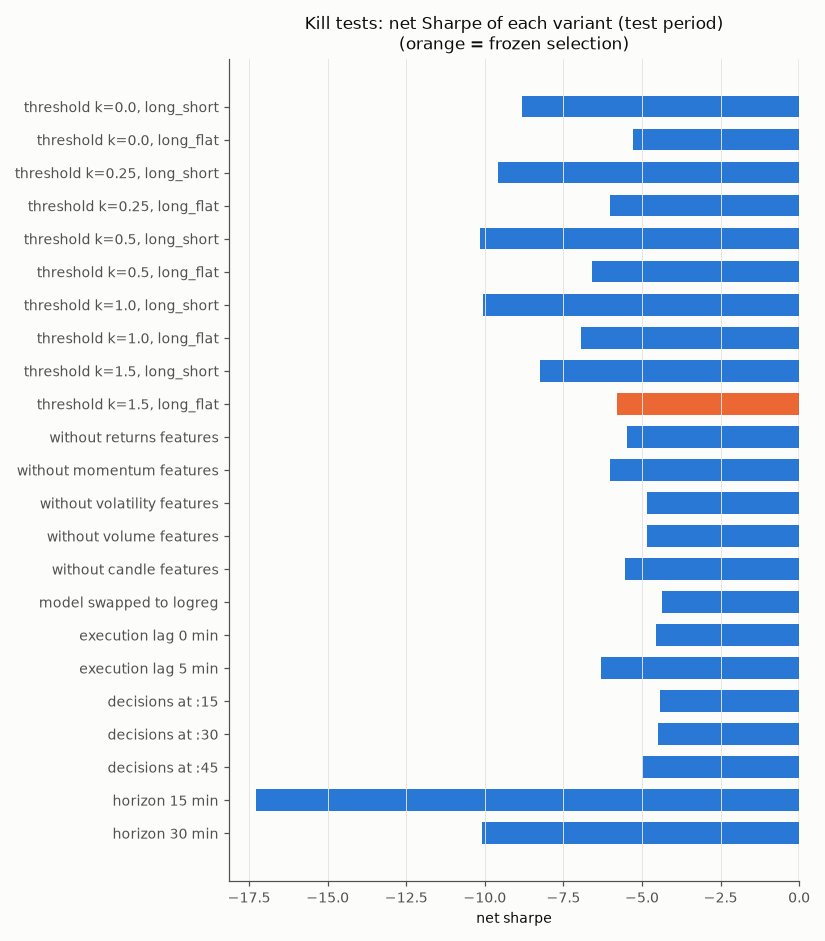 Kill tests: net Sharpe of each variant (test period)
(orange = frozen selection)
threshold k=0.0, long_short
threshold k=0.0, long_flat
threshold k=0.25, long_short
threshold k=0.25, long_flat
threshold k=0.5, long_short
threshold k=0.5, long_flat
threshold k=1.0, long_short
threshold k=1.0, long_flat
threshold k=1.5, long_short
threshold k=1.5, long_flat
without returns features
without momentum features
without volatility features
without volume features
without candle features
model swapped to logreg
execution lag 0 min
execution lag 5 min
decisions at :15
decisions at :30
decisions at :45
horizon 15 min
horizon 30 min
−17.5 −15.0 −12.5 −10.0 −7.5 −5.0 −2.5 0.0
net sharpe